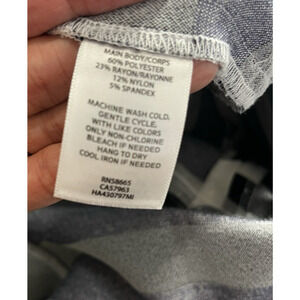 MAIN BODY/CORPS
60% POLYESTER
23% RAYON/RAYONNE
12% NYLON
5% SPANDEX
MACHINE WASH COLD,
GENTLE CYCLE,
WITH LIKE COLORS
ONLY NON-CHLORINE
BLEACH IF NEEDED
HANG TO DRY
COOL IRON IF NEEDED
RN58665
CA57963
HA430797MI